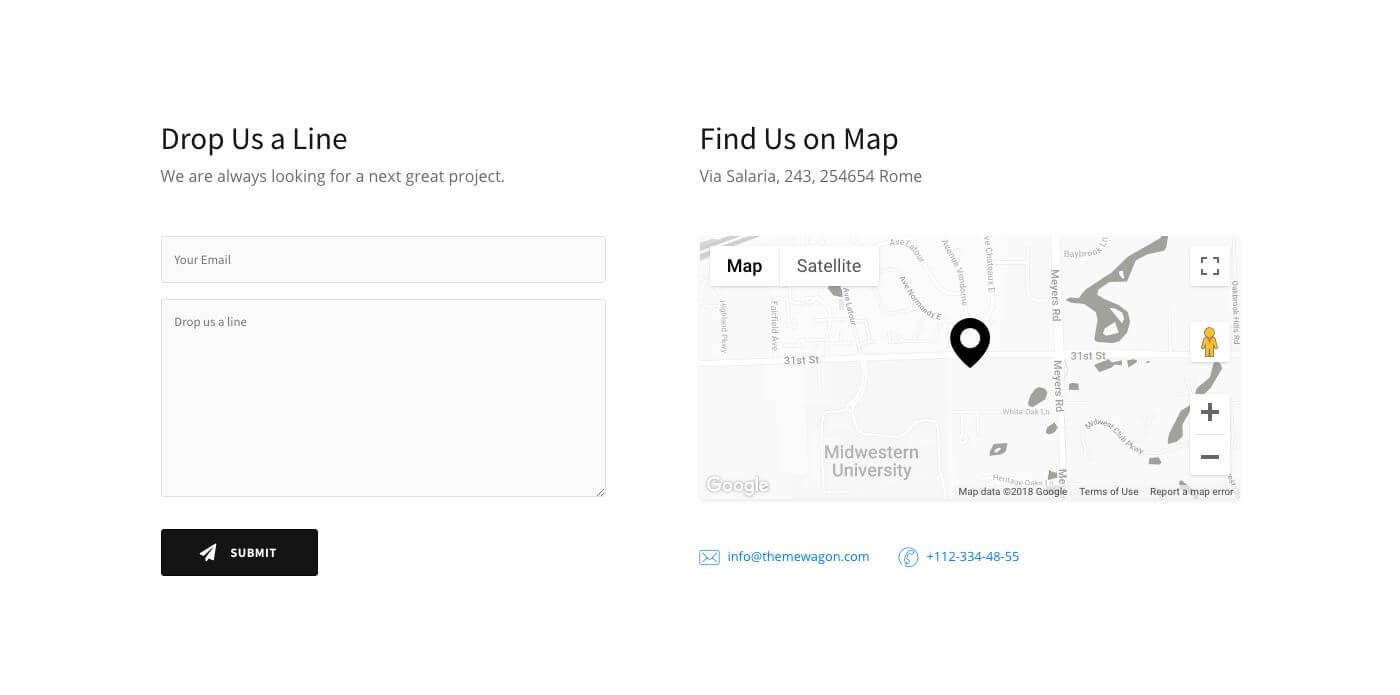 Drop Us a Line
We are always looking for a next great project.
Your Email
Drop us a line
SUBMIT
Find Us on Map
Via Salaria, 243, 254654 Rome
Map
Satellite
Ave Latour
Avenue Vendome
ve Chateaux E
Baybrook Ln
Meyers Rd
Oakbrook Hills Rd
Highland Pkwy
Fairfield Ave
Ave Latour
Ave Normandy E
31st St
31st St
Meyers Rd
White Oak Ln
Midwest Club Pkwy
Midwestern
University
Heritage Oaks Ln
Me
Google
Map data ©2018 Google
Terms of Use
Report a map error
info@themewagon.com
+112-334-48-55